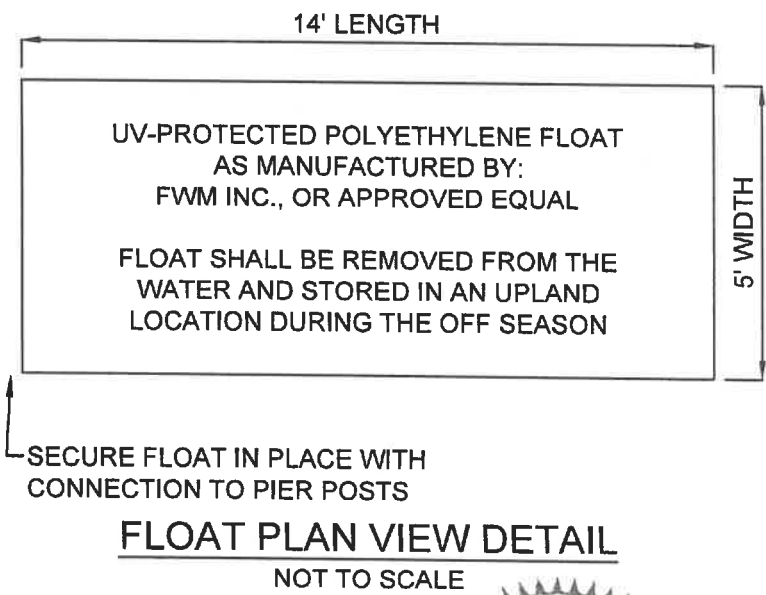 14' LENGTH
UV-PROTECTED POLYETHYLENE FLOAT
AS MANUFACTURED BY:
FWM INC., OR APPROVED EQUAL
FLOAT SHALL BE REMOVED FROM THE
WATER AND STORED IN AN UPLAND
LOCATION DURING THE OFF SEASON
5' WIDTH
SECURE FLOAT IN PLACE WITH
CONNECTION TO PIER POSTS
FLOAT PLAN VIEW DETAIL
NOT TO SCALE